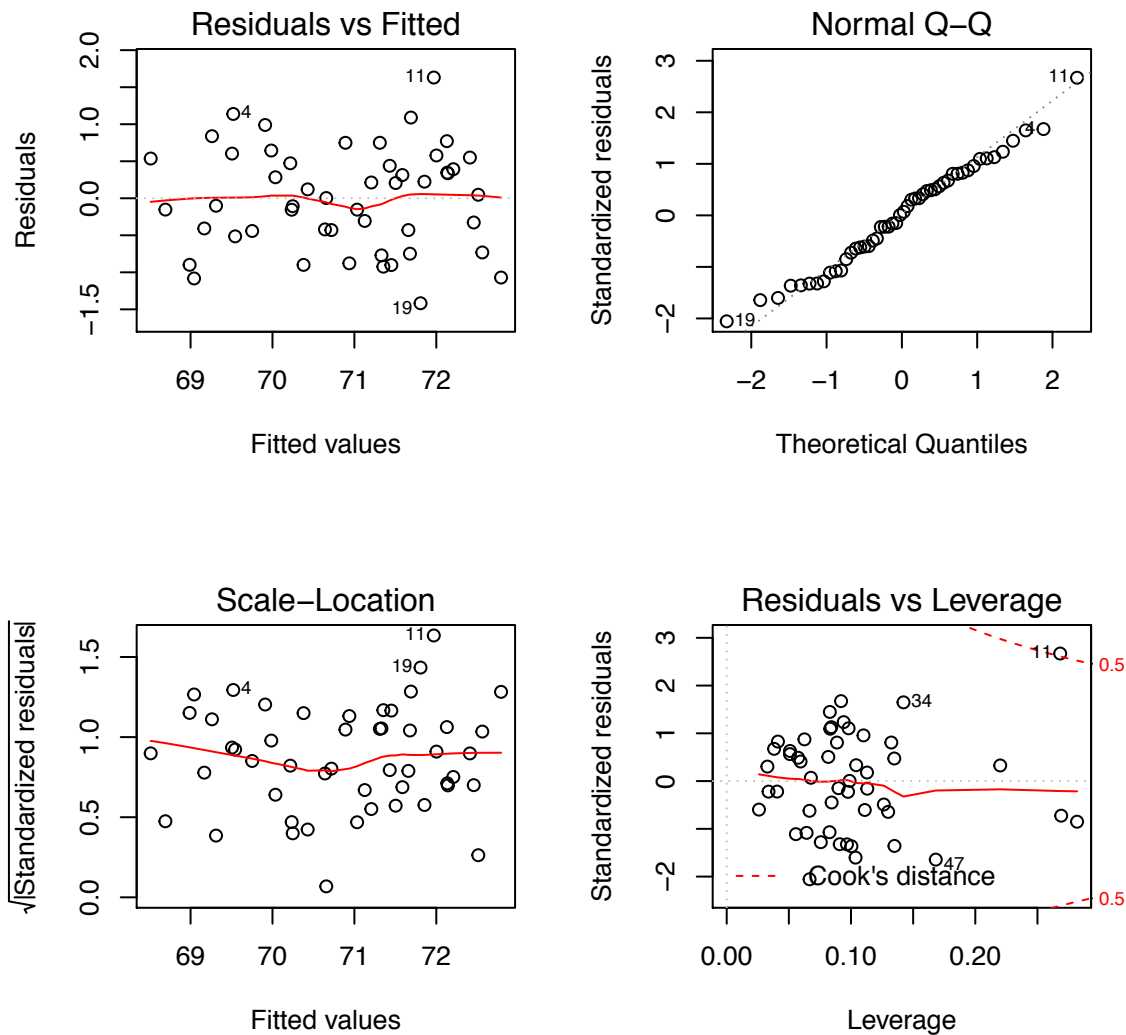 Residuals vs Fitted
Residuals
−1.5
0.0
1.0
2.0
11
4
19
69 70 71 72
Fitted values
Normal Q−Q
Standardized residuals
−2
0
1
2
3
11
4
19
−2 −1 0 1 2
Theoretical Quantiles
Scale−Location
√|Standardized residuals|
0.0
0.5
1.0
1.5
11
19
4
69 70 71 72
Fitted values
Residuals vs Leverage
Standardized residuals
−2
0
1
2
3
11
0.5
34
47
Cook's distance
0.5
0.00 0.10 0.20
Leverage